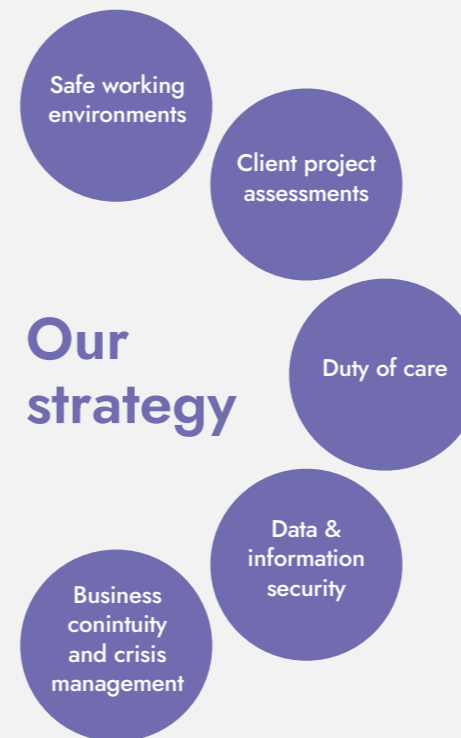 Safe working
environments
Client project
assessments
Our
strategy
Duty of care
Data &
information
security
Business
conintuity
and crisis
management